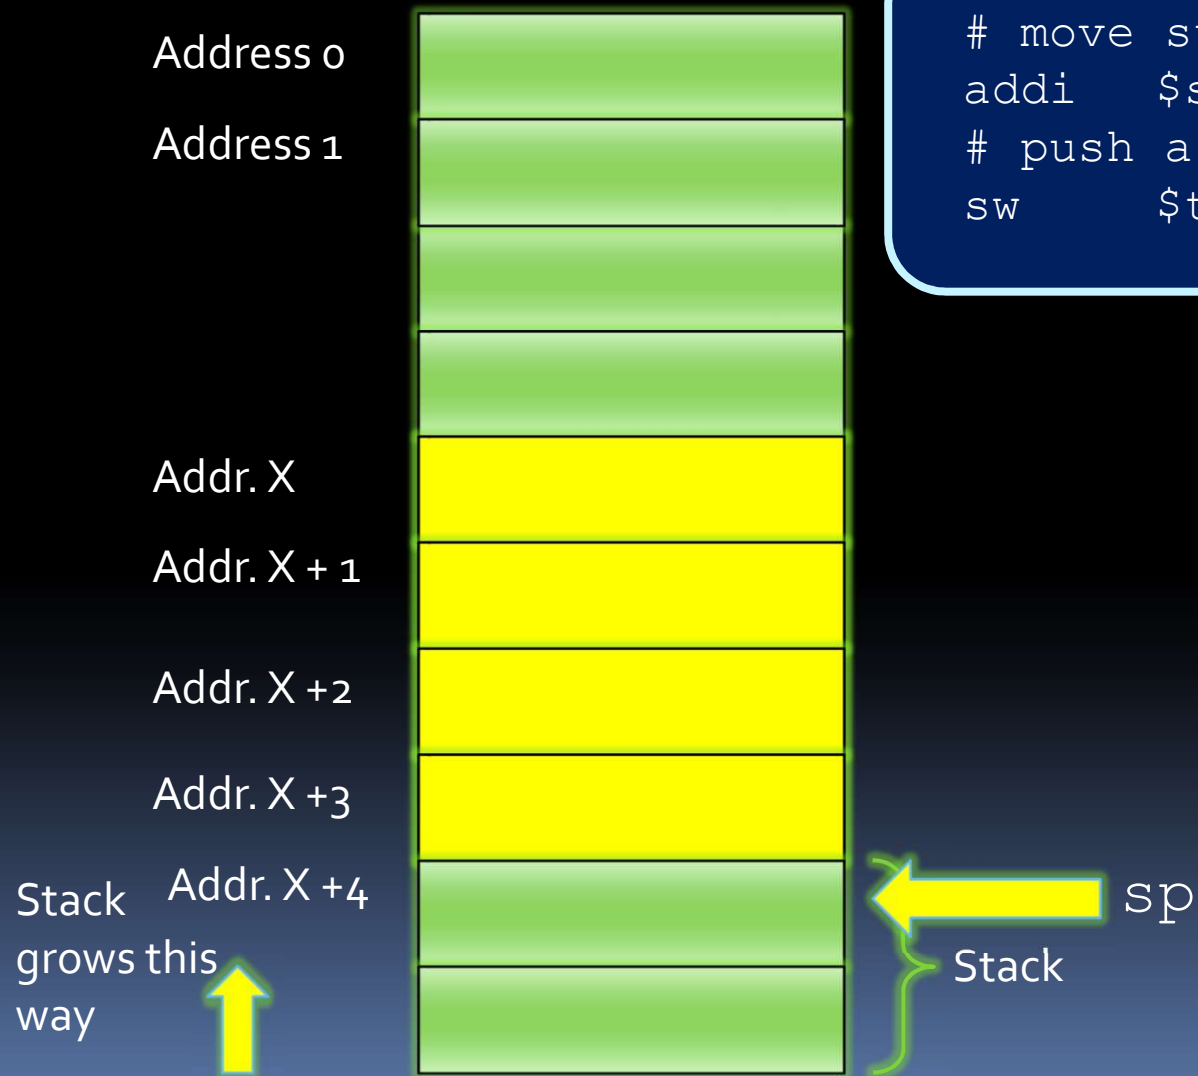 # move s
addi $s
# push a
sw $t
Address 0
Address 1
Addr. X
Addr. X + 1
Addr. X +2
Addr. X +3
Addr. X +4
sp
Stack
grows this
way
Stack